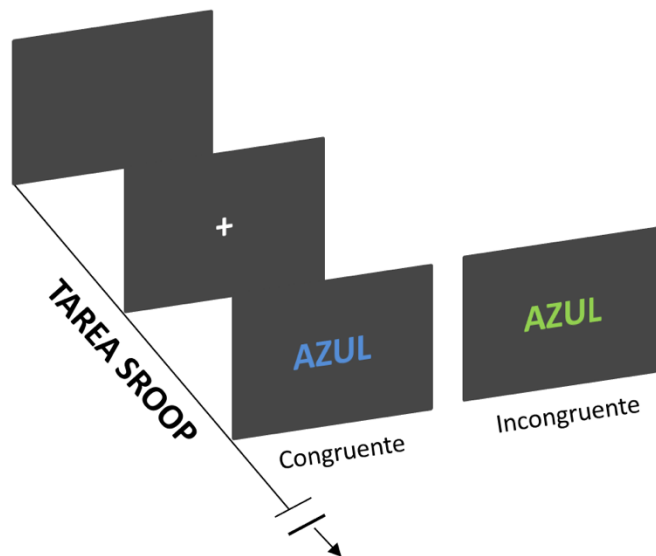 +
AZUL
AZUL
TAREA SROOP
Congruente
Incongruente